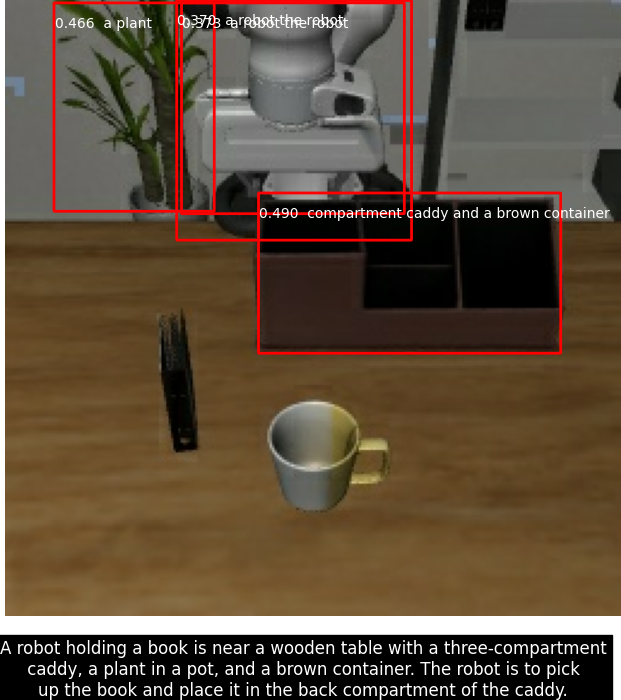 0.466 a plant
0.379 a robot the robot
0.373 a robot the robot
0.490 compartment caddy and a brown container
A robot holding a book is near a wooden table with a three-compartment
caddy, a plant in a pot, and a brown container. The robot is to pick
up the book and place it in the back compartment of the caddy.